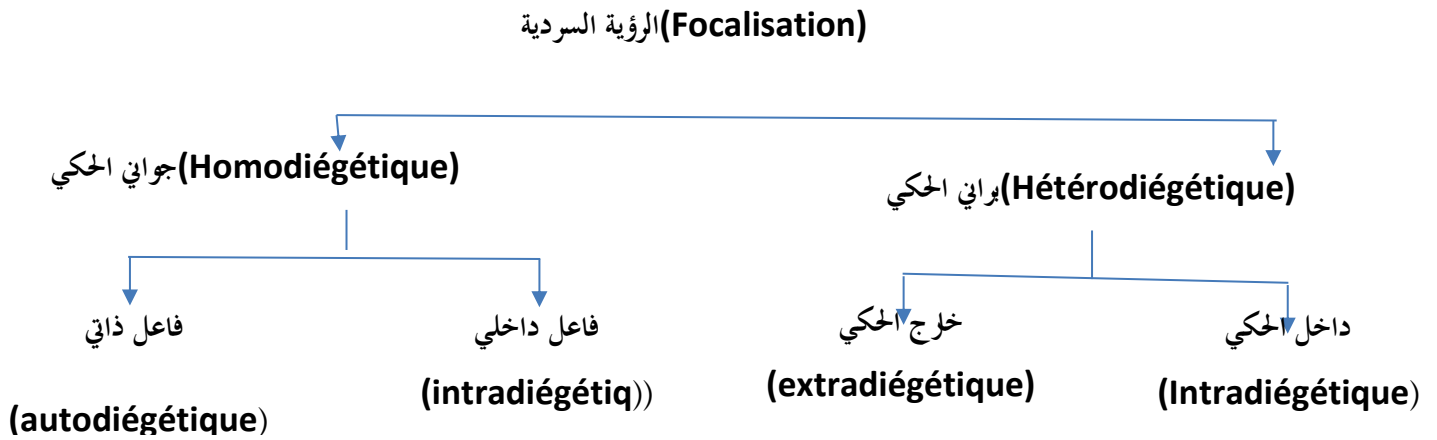 الرؤية السردية(Focalisation)
براني الحكي(Hétérodiégétique)
جواني الحكي(Homodiégétique)
داخل الحكي
خارج الحكي
فاعل داخلي
فاعل ذاتي
(Intradiégétique)
(extradiégétique)
(intradiégétiq))
(autodiégétique)